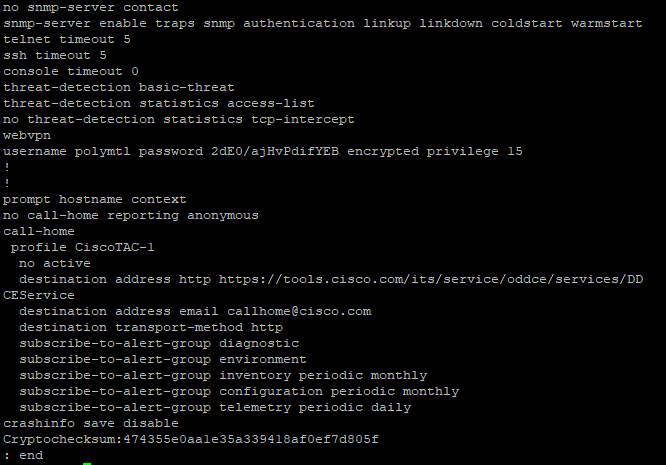 no snmp-server contact
snmp-server enable traps snmp authentication linkup linkdown coldstart warmstart
telnet timeout 5
ssh timeout 5
console timeout 0
threat-detection basic-threat
threat-detection statistics access-list
no threat-detection statistics tcp-intercept
webvpn
username polymtl password 2dE0/ajHvPdifYEB encrypted privilege 15
!
!
prompt hostname context
no call-home reporting anonymous
call-home
 profile CiscoTAC-1
  no active
  destination address http https://tools.cisco.com/its/service/oddce/services/DD
CEService
  destination address email callhome@cisco.com
  destination transport-method http
  subscribe-to-alert-group diagnostic
  subscribe-to-alert-group environment
  subscribe-to-alert-group inventory periodic monthly
  subscribe-to-alert-group configuration periodic monthly
  subscribe-to-alert-group telemetry periodic daily
crashinfo save disable
Cryptochecksum:474355e0aa1e35a339418af0ef7d805f
: end